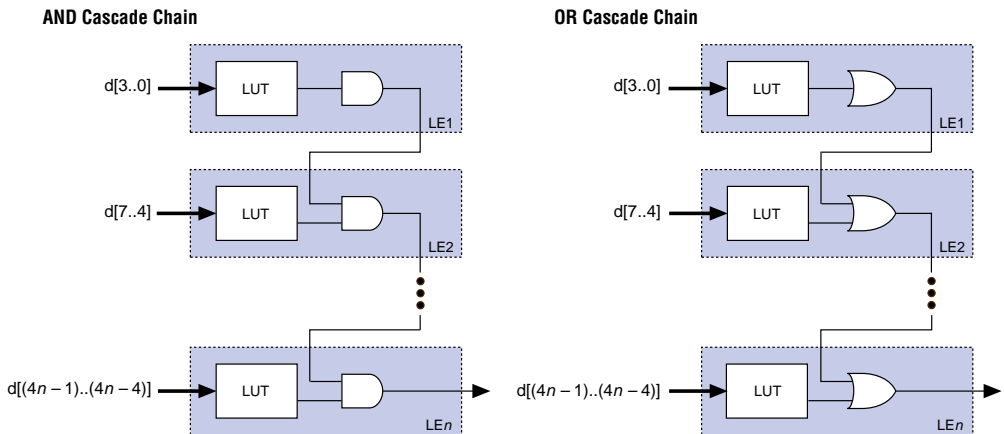 AND Cascade Chain
d[3..0]
LUT
LE1
d[7..4]
LUT
LE2
d[(4n – 1)..(4n – 4)]
LUT
LEn
OR Cascade Chain
d[3..0]
LUT
LE1
d[7..4]
LUT
LE2
d[(4n – 1)..(4n – 4)]
LUT
LEn